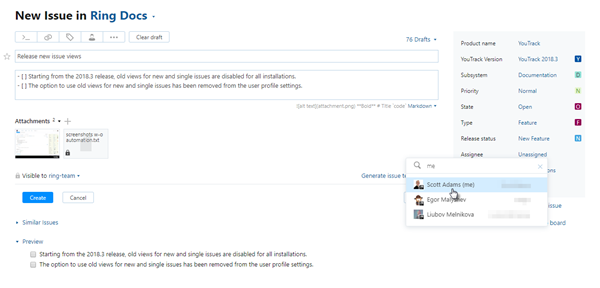 New Issue in Ring Docs
Clear draft
76 Drafts
Release new issue views
- [ ] Starting from the 2018.3 release, old views for new and single issues are disabled for all installations.
- [ ] The option to use old views for new and single issues has been removed from the user profile settings.
![alt text](attachment.png) **Bold** # Title `code` Markdown
Attachments 2
screenshots w-o
automation.txt
Visible to ring-team
Generate issue te
Create
Cancel
Similar issues
Preview
Starting from the 2018.3 release, old views for new and single issues are disabled for all installations.
The option to use old views for new and single issues has been removed from the user profile settings.
Product name YouTrack
YouTrack Version YouTrack 2018.3 Y
Subsystem Documentation D
Priority Normal N
State Open O
Type Feature F
Release status New Feature N
Assignee Unassigned
me
Scott Adams (me)
Egor Malyshev
Liubov Melnikova
issue
board